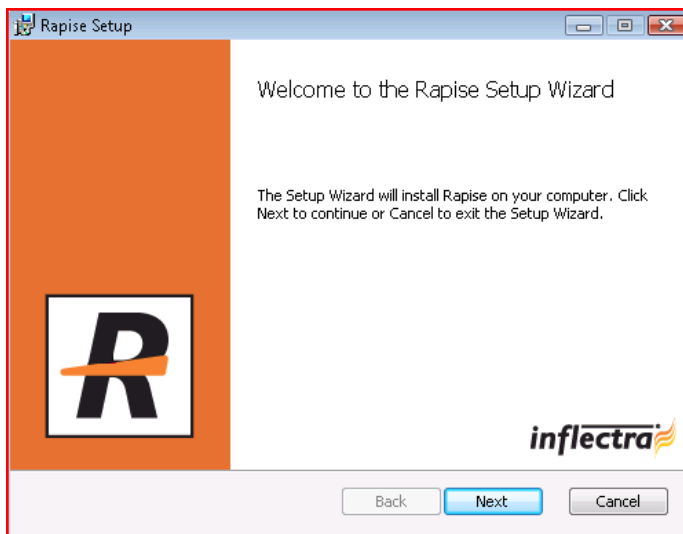 Rapise Setup
Welcome to the Rapise Setup Wizard
The Setup Wizard will install Rapise on your computer. Click
Next to continue or Cancel to exit the Setup Wizard.
R
inflectra
Back Next Cancel